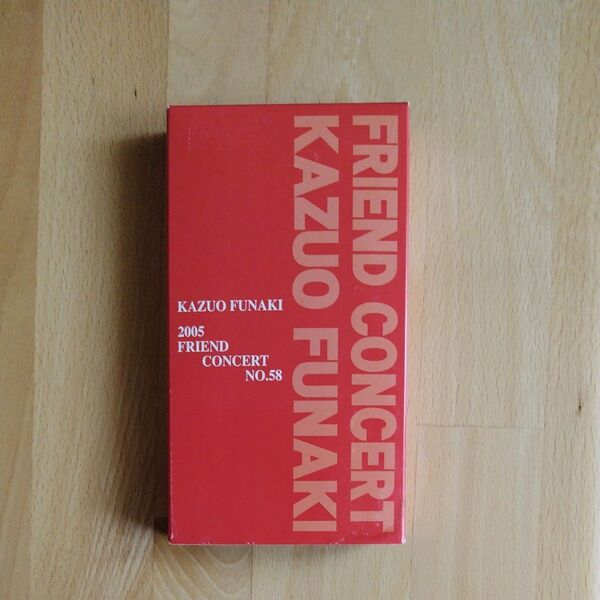 FRIEND CONCERT
KAZUO FUNAKI
KAZUO FUNAKI
2005
FRIEND
CONCERT
NO.58